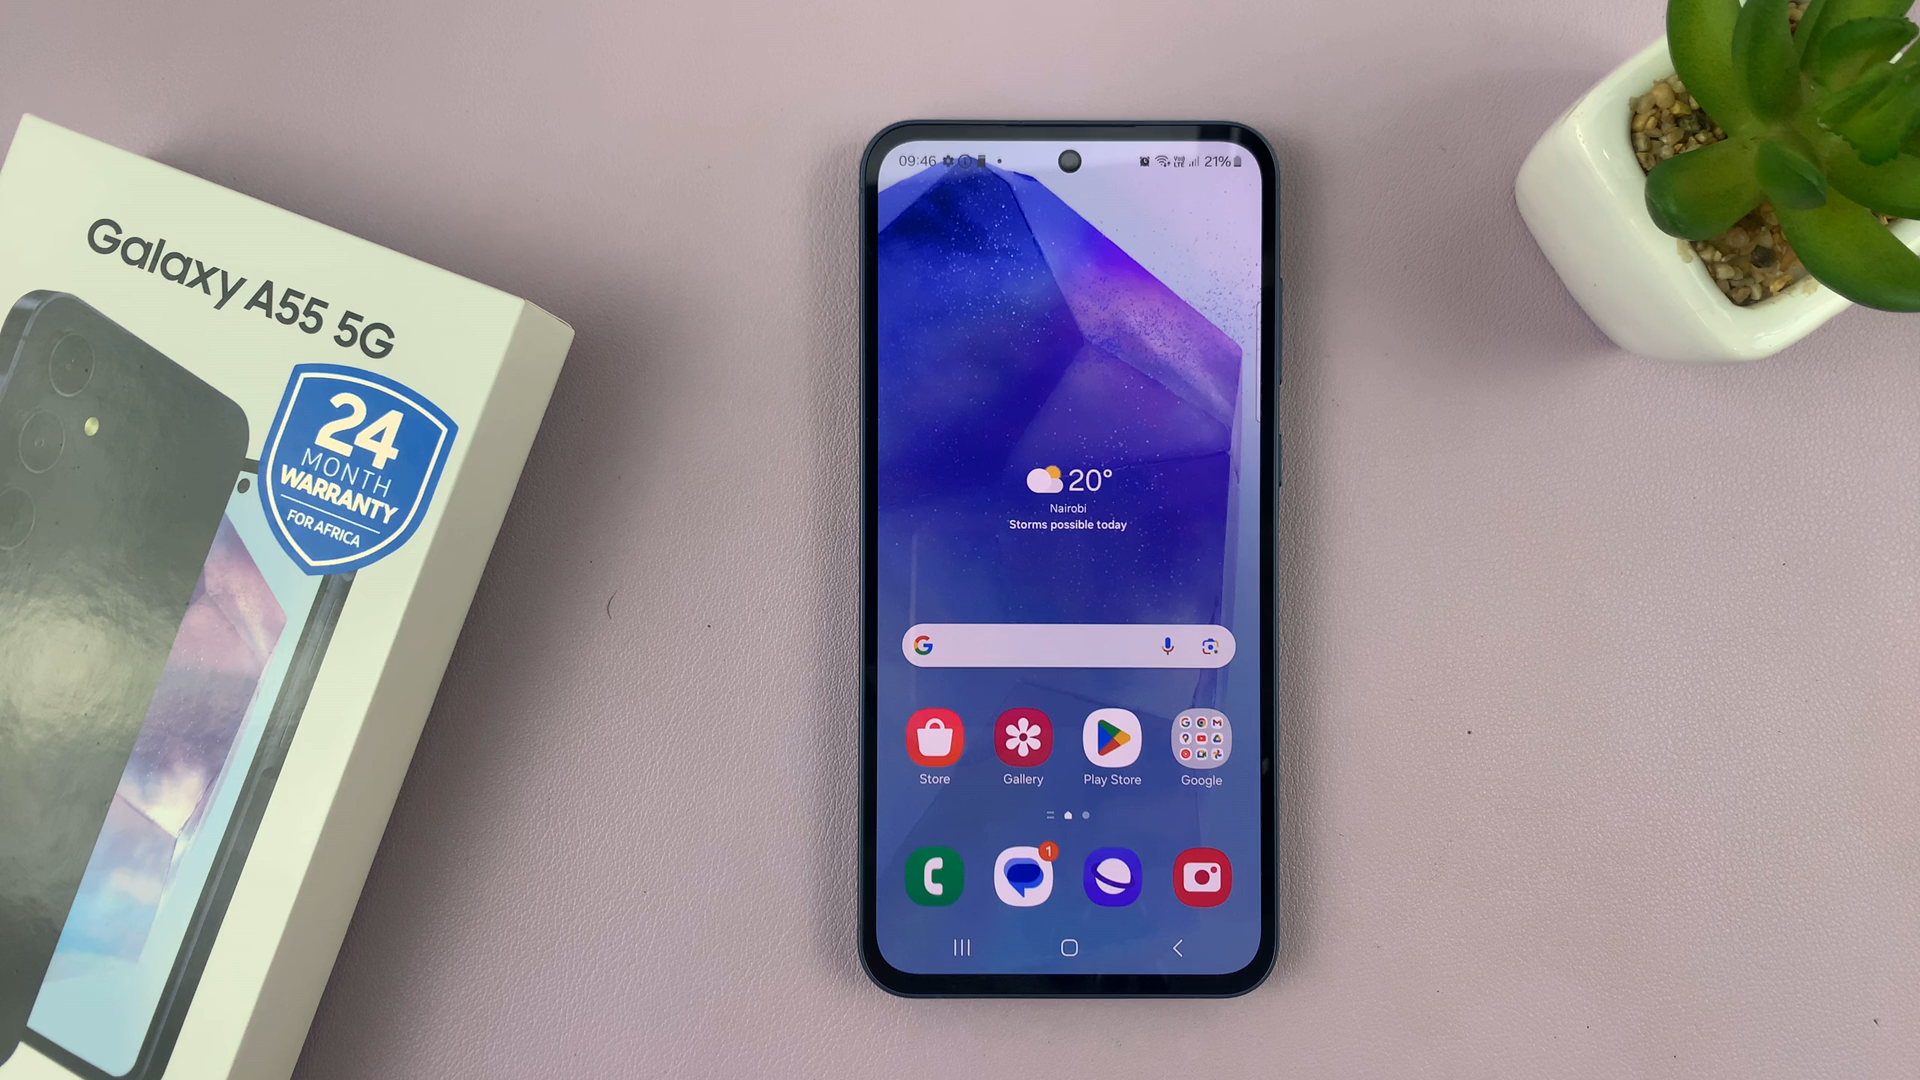 Galaxy A55 5G
24
MONTH
WARRANTY
FOR AFRICA
09:46
21%
20°
Nairobi
Storms possible today
Store
Gallery
Play Store
Google
1